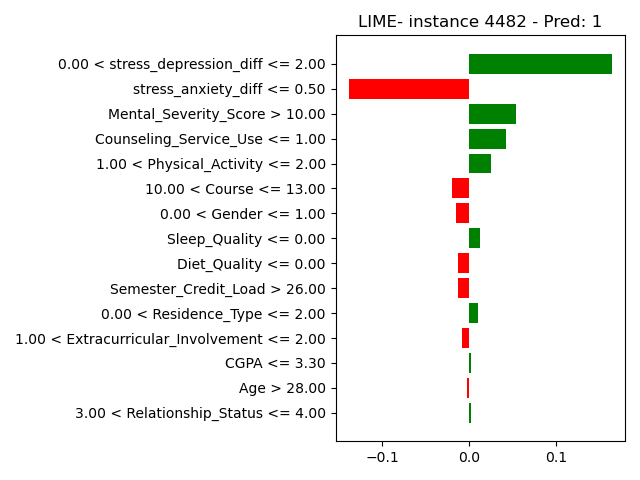 LIME- instance 4482 - Pred: 1
0.00 < stress_depression_diff <= 2.00
stress_anxiety_diff <= 0.50
Mental_Severity_Score > 10.00
Counseling_Service_Use <= 1.00
1.00 < Physical_Activity <= 2.00
10.00 < Course <= 13.00
0.00 < Gender <= 1.00
Sleep_Quality <= 0.00
Diet_Quality <= 0.00
Semester_Credit_Load > 26.00
0.00 < Residence_Type <= 2.00
1.00 < Extracurricular_Involvement <= 2.00
CGPA <= 3.30
Age > 28.00
3.00 < Relationship_Status <= 4.00
−0.1 0.0 0.1